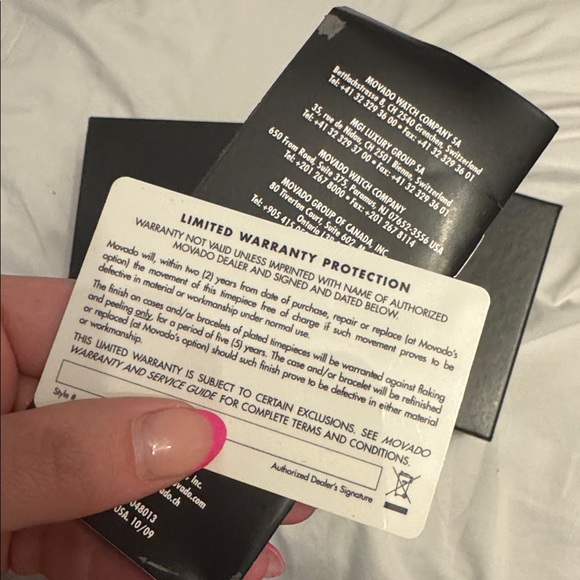 MOVADO WATCH COMPANY SA
Bettlachstrasse 8, CH 2540 Grenchen, Switzerland
Tel: +41 32 329 36 00 • Fax: +41 32 329 36 01
MGI LUXURY GROUP SA
35, rue de Nidau, CH 2501 Bienne, Switzerland
Tel: +41 32 329 37 00 • Fax: +41 32 329 36 01
MOVADO WATCH COMPANY
650 From Road, Suite 375, Paramus, NJ 07652-3556 USA
Tel: +201 267 8000 • Fax: +201 267 8114
MOVADO GROUP OF CANADA, INC.
80 Tiverton Court, Suite 602
Ontario L3R
Tel: +905 415
LIMITED WARRANTY PROTECTION
WARRANTY NOT VALID UNLESS IMPRINTED WITH NAME OF AUTHORIZED
MOVADO DEALER AND SIGNED AND DATED BELOW.
Movado will, within two (2) years from date of purchase, repair or replace (at Movado's
option) the movement of this timepiece free of charge if such movement proves to be
defective in material or workmanship under normal use.
The finish on cases and/or bracelets of plated timepieces will be warranted against flaking
and peeling only for a period of five (5) years. The case and/or bracelet will be refinished
or replaced (at Movado's option) should such finish prove to be defective in either material
or workmanship.
THIS LIMITED WARRANTY IS SUBJECT TO CERTAIN EXCLUSIONS. SEE MOVADO
WARRANTY AND SERVICE GUIDE FOR COMPLETE TERMS AND CONDITIONS.
Style #
Authorized Dealer's Signature
Inc.
vado.com
vado.ch
048013
USA. 10/09